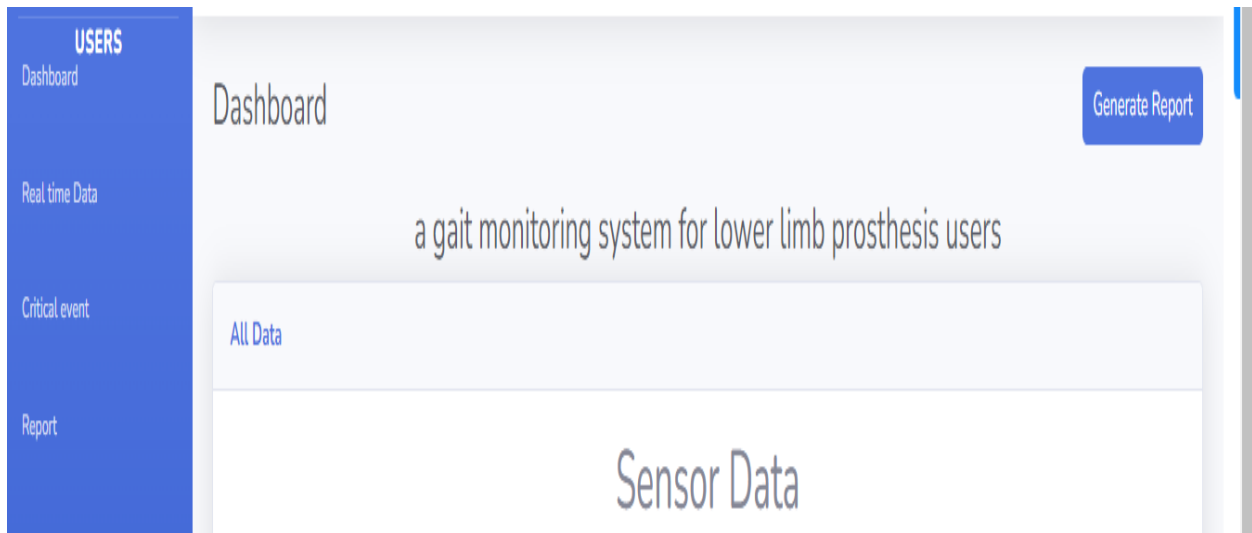 USERS
Dashboard
Real time Data
Critical event
Report
Dashboard
Generate Report
a gait monitoring system for lower limb prosthesis users
All Data
Sensor Data